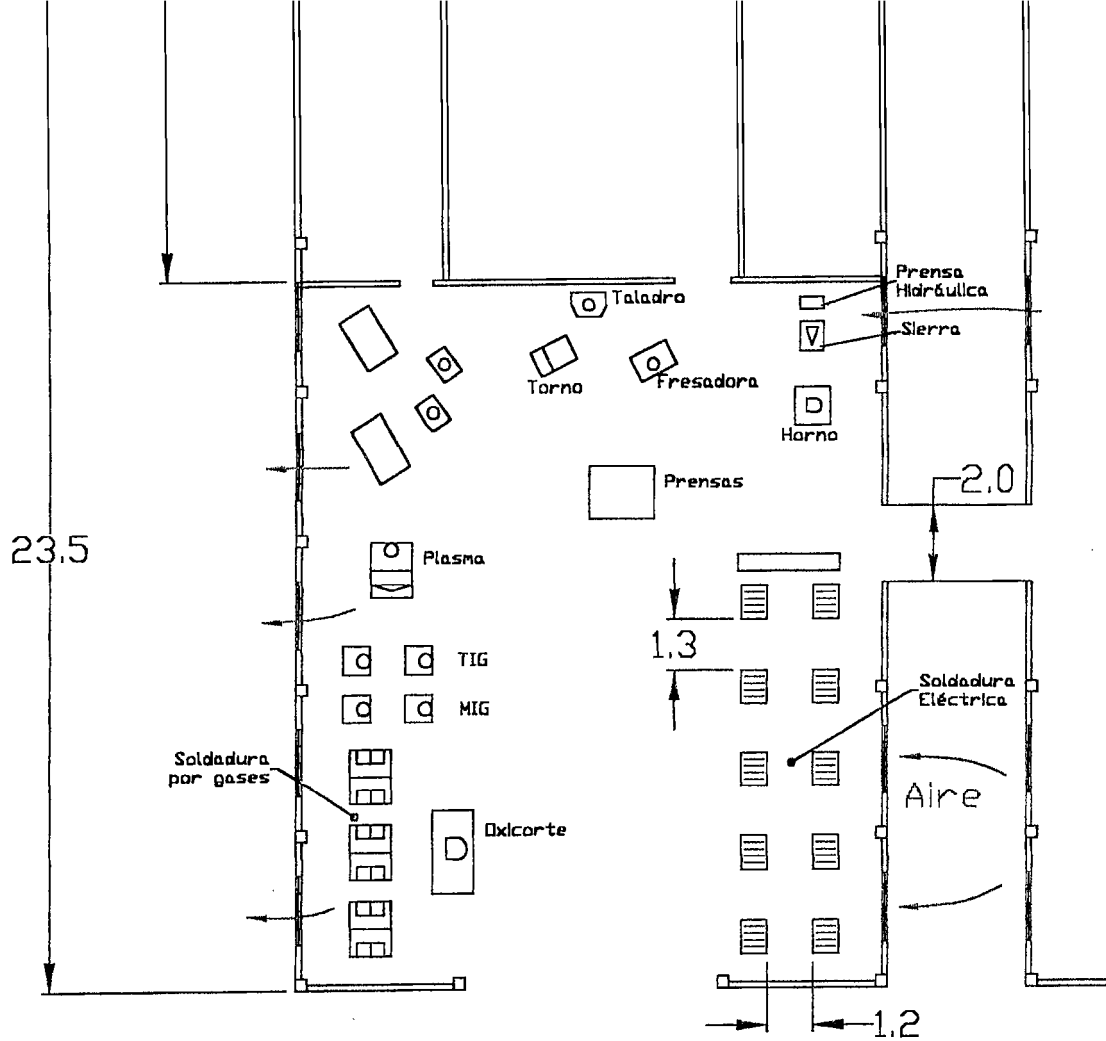 Prensa
Hidráulica
Taladro
Sierra
Torno
Fresadora
Horno
Prensas
2.0
23.5
Plasma
1.3
TIG
Soldadura
Eléctrica
MIG
Soldadura
por gases
Aire
Oxicorte
1.2